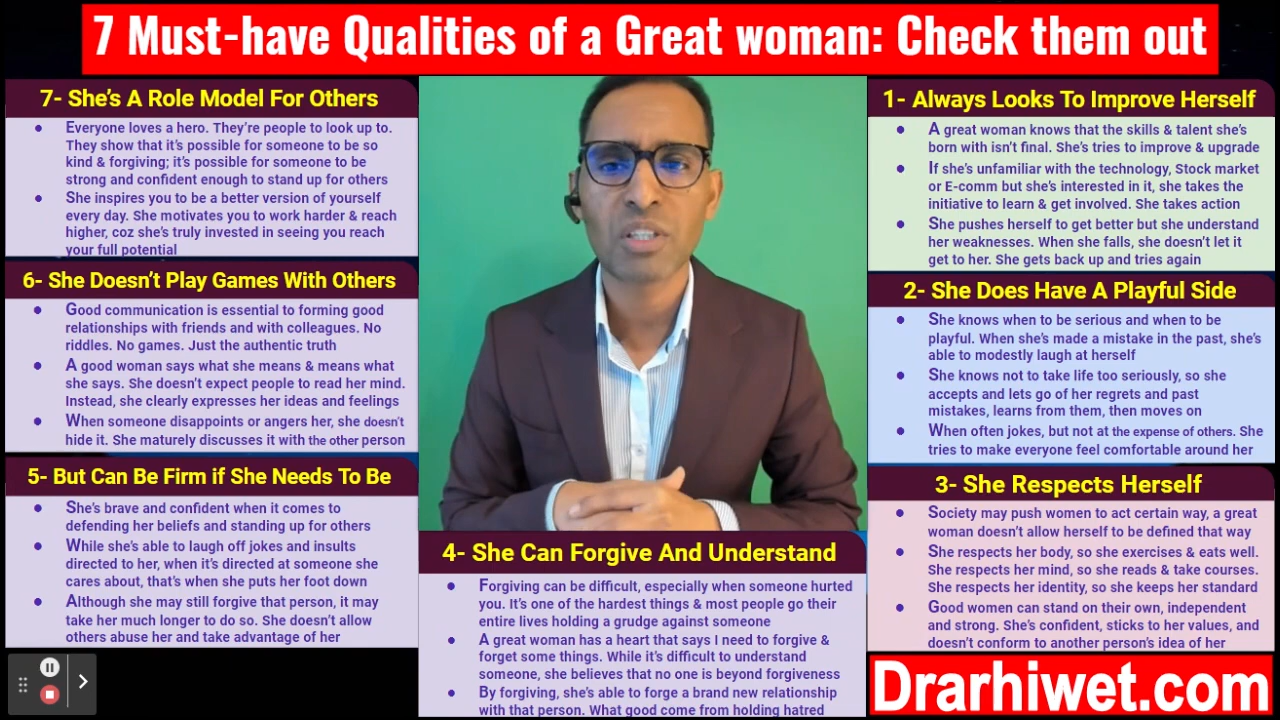 7 Must-have Qualities of a Great woman: Check them out
1- Always Looks To Improve Herself
A great woman knows that the skills & talent she's
born with isn't final. She's tries to improve & upgrade
If she's unfamiliar with the technology, Stock market
or E-comm but she's interested in it, she takes the
initiative to learn & get involved. She takes action
She pushes herself to get better but she understand
her weaknesses. When she falls, she doesn't let it
get to her. She gets back up and tries again
2- She Does Have A Playful Side
She knows when to be serious and when to be
playful. When she's made a mistake in the past, she's
able to modestly laugh at herself
She knows not to take life too seriously, so she
accepts and lets go of her regrets and past
mistakes, learns from them, then moves on
When often jokes, but not at the expense of others. She
tries to make everyone feel comfortable around her
3- She Respects Herself
Society may push women to act certain way, a great
woman doesn't allow herself to be defined that way
She respects her body, so she exercises & eats well.
She respects her mind, so she reads & take courses.
She respects her identity, so she keeps her standard
Good women can stand on their own, independent
and strong. She's confident, sticks to her values, and
doesn't conform to another person's idea of her
4- She Can Forgive And Understand
Forgiving can be difficult, especially when someone hurted
you. It's one of the hardest things & most people go their
entire lives holding a grudge against someone
A great woman has a heart that says I need to forgive &
forget some things. While it's difficult to understand
someone, she believes that no one is beyond forgiveness
By forgiving, she's able to forge a brand new relationship
with that person. What good come from holding hatred
5- But Can Be Firm if She Needs To Be
She's brave and confident when it comes to
defending her beliefs and standing up for others
While she's able to laugh off jokes and insults
directed to her, when it's directed at someone she
cares about, that's when she puts her foot down
Although she may still forgive that person, it may
take her much longer to do so. She doesn't allow
others abuse her and take advantage of her
6- She Doesn't Play Games With Others
Good communication is essential to forming good
relationships with friends and with colleagues. No
riddles. No games. Just the authentic truth
A good woman says what she means & means what
she says. She doesn't expect people to read her mind.
Instead, she clearly expresses her ideas and feelings
When someone disappoints or angers her, she doesn't
hide it. She maturely discusses it with the other person
7- She's A Role Model For Others
Everyone loves a hero. They're people to look up to.
They show that it's possible for someone to be so
kind & forgiving; it's possible for someone to be
strong and confident enough to stand up for others
She inspires you to be a better version of yourself
every day. She motivates you to work harder & reach
higher, coz she's truly invested in seeing you reach
your full potential
Drarhiwet.com